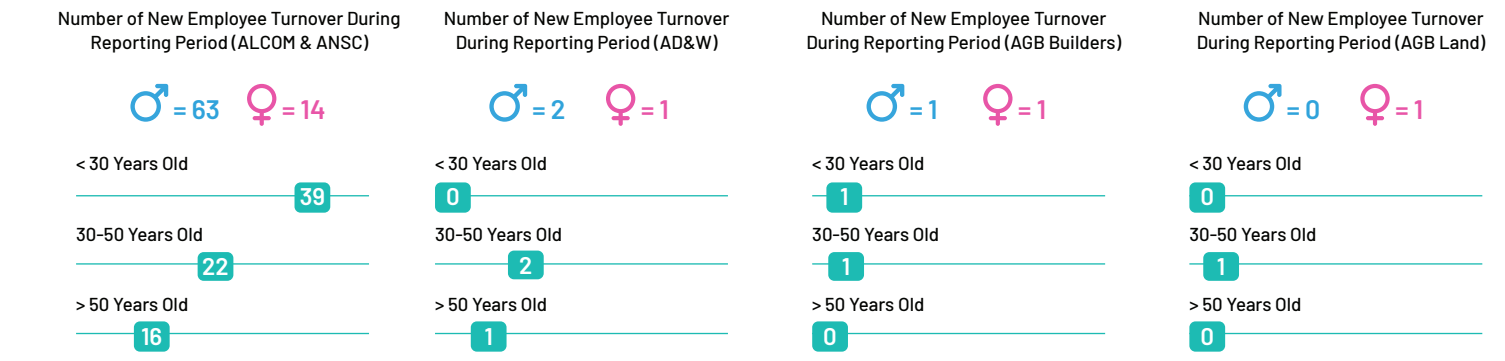 Number of New Employee Turnover During
Reporting Period (ALCOM & ANSC)
= 63
= 14
< 30 Years Old
39
30-50 Years Old
22
> 50 Years Old
16
Number of New Employee Turnover
During Reporting Period (AD&W)
= 2
= 1
< 30 Years Old
0
30-50 Years Old
2
> 50 Years Old
1
Number of New Employee Turnover
During Reporting Period (AGB Builders)
= 1
= 1
< 30 Years Old
1
30-50 Years Old
1
> 50 Years Old
0
Number of New Employee Turnover
During Reporting Period (AGB Land)
= 0
= 1
< 30 Years Old
0
30-50 Years Old
1
> 50 Years Old
0